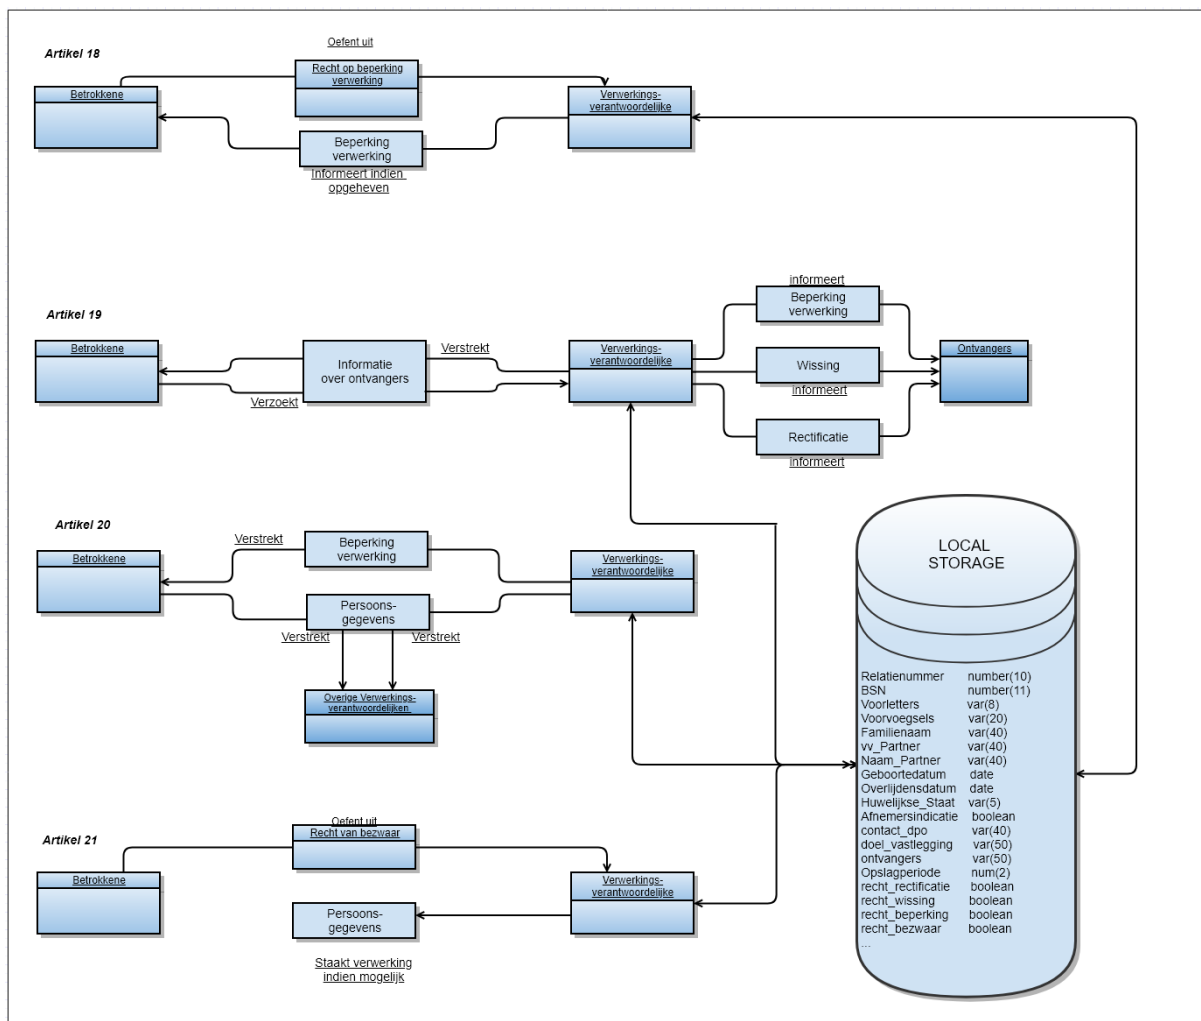 Artikel 18
Oefent uit
Recht op beperking
verwerking
Betrokkene
Verwerkings-
verantwoordelijke
Beperking
verwerking
Informeert indien
opgeheven
Artikel 19
Betrokkene
Informatie
over ontvangers
Verstrekt
Verzoekt
Verwerkings-
verantwoordelijke
informeert
Beperking
verwerking
Wissing
informeert
Rectificatie
informeert
Ontvangers
Artikel 20
Betrokkene
Verstrekt
Beperking
verwerking
Persoons-
gegevens
Verstrekt
Verstrekt
Verwerkings-
verantwoordelijke
Overige Verwerkings-
verantwoordelijken
Artikel 21
Betrokkene
Oefent uit
Recht van bezwaar
Verwerkings-
verantwoordelijke
Persoons-
gegevens
Staakt verwerking
indien mogelijk
LOCAL
STORAGE
Relatienummer number(10)
BSN number(11)
Voorletters var(8)
Voorvoegsels var(20)
Familienaam var(40)
vv_Partner var(40)
Naam_Partner var(40)
Geboortedatum date
Overlijdensdatum date
Huwelijkse_Staat var(5)
Afnemersindicatie boolean
contact_dpo var(40)
doel_vastlegging var(50)
ontvangers var(50)
Opslagperiode num(2)
recht_rectificatie boolean
recht_wissing boolean
recht_beperking boolean
recht_bezwaar boolean
...